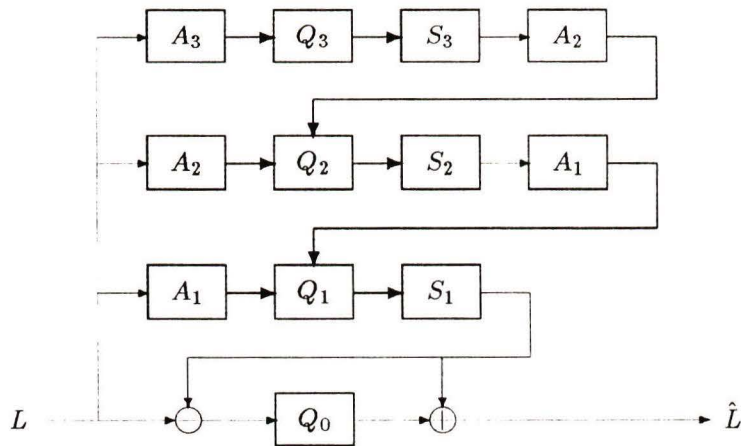 A₃ Q₃ S₃ A₂
A₂ Q₂ S₂ A₁
A₁ Q₁ S₁
L Q₀ L̂